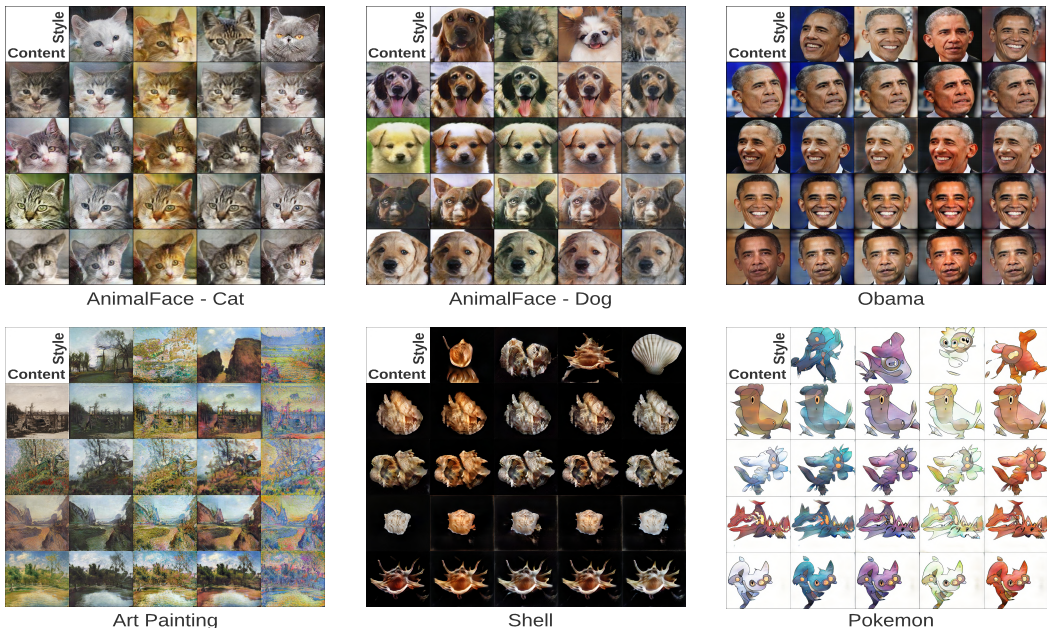 Style
Content
Style
Content
Style
Content
AnimalFace - Cat
AnimalFace - Dog
Obama
Style
Content
Style
Content
Style
Content
Art Painting
Shell
Pokemon